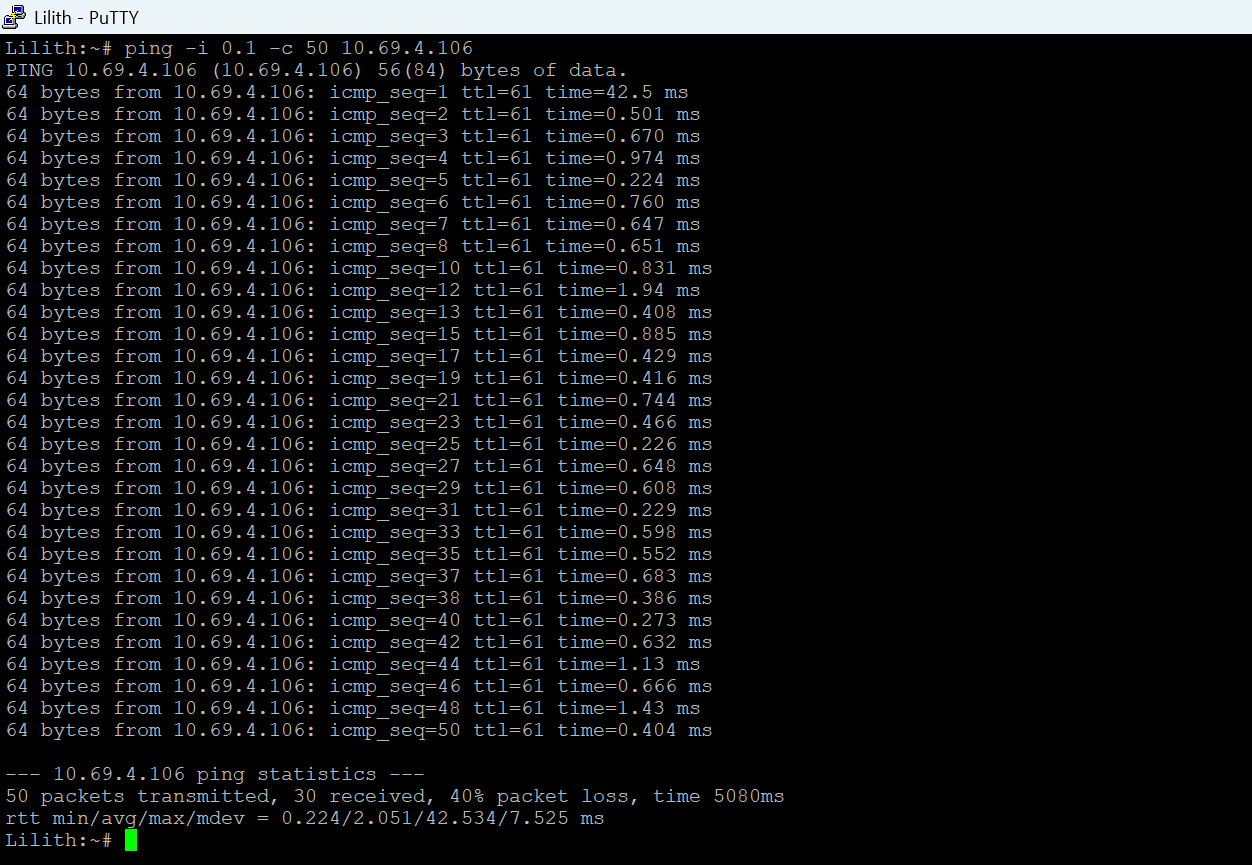 Lilith - PuTTY
Lilith:~# ping -i 0.1 -c 50 10.69.4.106
PING 10.69.4.106 (10.69.4.106) 56(84) bytes of data.
64 bytes from 10.69.4.106: icmp_seq=1 ttl=61 time=42.5 ms
64 bytes from 10.69.4.106: icmp_seq=2 ttl=61 time=0.501 ms
64 bytes from 10.69.4.106: icmp_seq=3 ttl=61 time=0.670 ms
64 bytes from 10.69.4.106: icmp_seq=4 ttl=61 time=0.974 ms
64 bytes from 10.69.4.106: icmp_seq=5 ttl=61 time=0.224 ms
64 bytes from 10.69.4.106: icmp_seq=6 ttl=61 time=0.760 ms
64 bytes from 10.69.4.106: icmp_seq=7 ttl=61 time=0.647 ms
64 bytes from 10.69.4.106: icmp_seq=8 ttl=61 time=0.651 ms
64 bytes from 10.69.4.106: icmp_seq=10 ttl=61 time=0.831 ms
64 bytes from 10.69.4.106: icmp_seq=12 ttl=61 time=1.94 ms
64 bytes from 10.69.4.106: icmp_seq=13 ttl=61 time=0.408 ms
64 bytes from 10.69.4.106: icmp_seq=15 ttl=61 time=0.885 ms
64 bytes from 10.69.4.106: icmp_seq=17 ttl=61 time=0.429 ms
64 bytes from 10.69.4.106: icmp_seq=19 ttl=61 time=0.416 ms
64 bytes from 10.69.4.106: icmp_seq=21 ttl=61 time=0.744 ms
64 bytes from 10.69.4.106: icmp_seq=23 ttl=61 time=0.466 ms
64 bytes from 10.69.4.106: icmp_seq=25 ttl=61 time=0.226 ms
64 bytes from 10.69.4.106: icmp_seq=27 ttl=61 time=0.648 ms
64 bytes from 10.69.4.106: icmp_seq=29 ttl=61 time=0.608 ms
64 bytes from 10.69.4.106: icmp_seq=31 ttl=61 time=0.229 ms
64 bytes from 10.69.4.106: icmp_seq=33 ttl=61 time=0.598 ms
64 bytes from 10.69.4.106: icmp_seq=35 ttl=61 time=0.552 ms
64 bytes from 10.69.4.106: icmp_seq=37 ttl=61 time=0.683 ms
64 bytes from 10.69.4.106: icmp_seq=38 ttl=61 time=0.386 ms
64 bytes from 10.69.4.106: icmp_seq=40 ttl=61 time=0.273 ms
64 bytes from 10.69.4.106: icmp_seq=42 ttl=61 time=0.632 ms
64 bytes from 10.69.4.106: icmp_seq=44 ttl=61 time=1.13 ms
64 bytes from 10.69.4.106: icmp_seq=46 ttl=61 time=0.666 ms
64 bytes from 10.69.4.106: icmp_seq=48 ttl=61 time=1.43 ms
64 bytes from 10.69.4.106: icmp_seq=50 ttl=61 time=0.404 ms
--- 10.69.4.106 ping statistics ---
50 packets transmitted, 30 received, 40% packet loss, time 5080ms
rtt min/avg/max/mdev = 0.224/2.051/42.534/7.525 ms
Lilith:~#